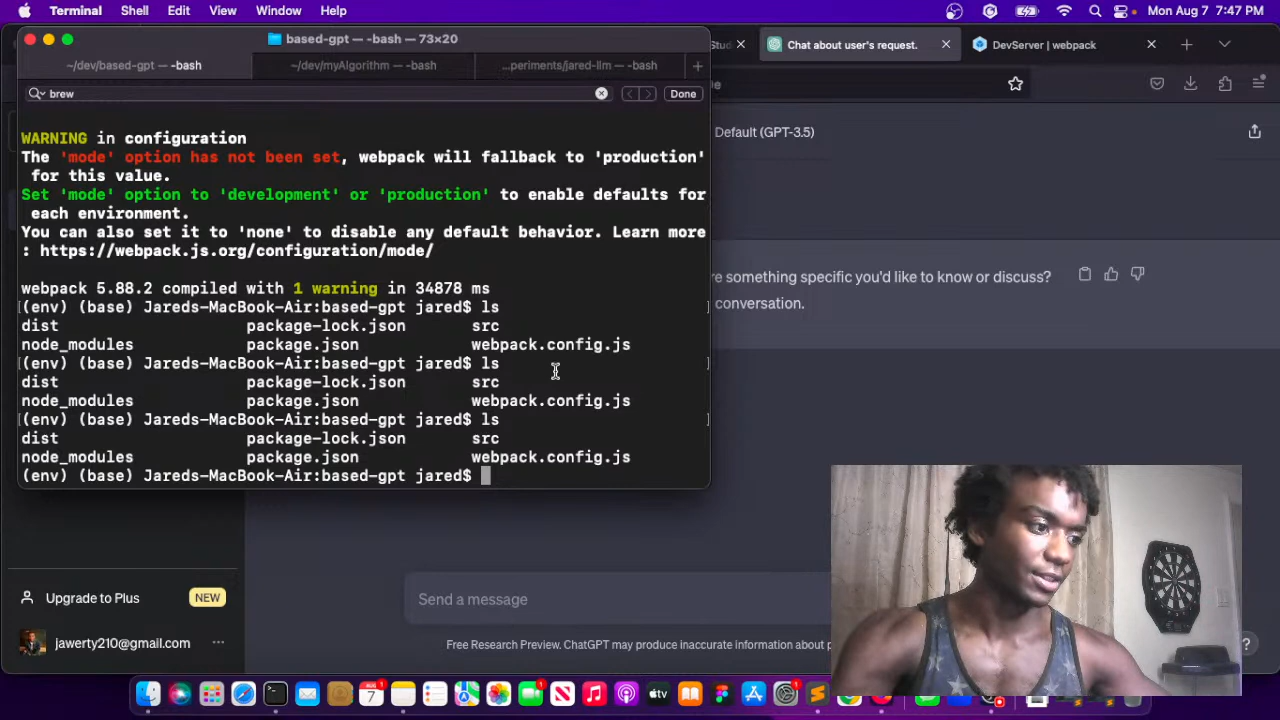 Terminal Shell Edit View Window Help Mon Aug 7 7:47 PM
based-gpt — -bash — 73×20
~/dev/based-gpt — -bash ~/dev/myAlgorithm — -bash ...periments/jared-llm — -bash +
brew Done
Chat about user's request. DevServer | webpack
Default (GPT-3.5)
WARNING in configuration
The 'mode' option has not been set, webpack will fallback to 'production'
for this value.
Set 'mode' option to 'development' or 'production' to enable defaults for
each environment.
You can also set it to 'none' to disable any default behavior. Learn more
: https://webpack.js.org/configuration/mode/
webpack 5.88.2 compiled with 1 warning in 34878 ms
(env) (base) Jareds-MacBook-Air:based-gpt jared$ ls
dist package-lock.json src
node_modules package.json webpack.config.js
(env) (base) Jareds-MacBook-Air:based-gpt jared$ ls
dist package-lock.json src
node_modules package.json webpack.config.js
(env) (base) Jareds-MacBook-Air:based-gpt jared$ ls
dist package-lock.json src
node_modules package.json webpack.config.js
(env) (base) Jareds-MacBook-Air:based-gpt jared$
something specific you'd like to know or discuss?
conversation.
Upgrade to Plus NEW
jawerty210@gmail.com
Send a message
Free Research Preview. ChatGPT may produce inaccurate information about
?